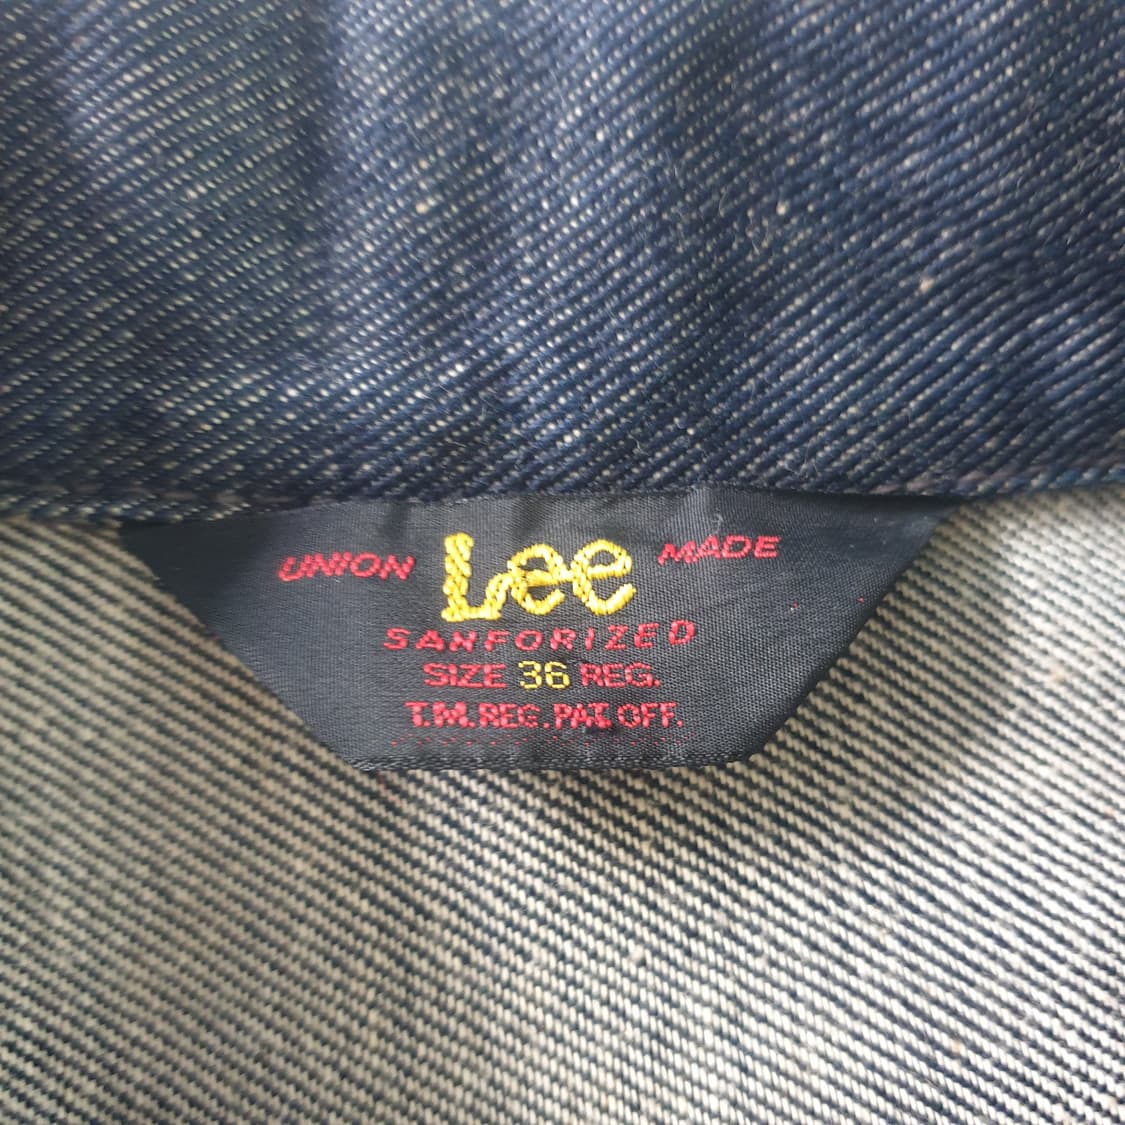 UNION Lee MADE
SANFORIZED
SIZE 36 REG.
T.M. REG. PAT. OFF.